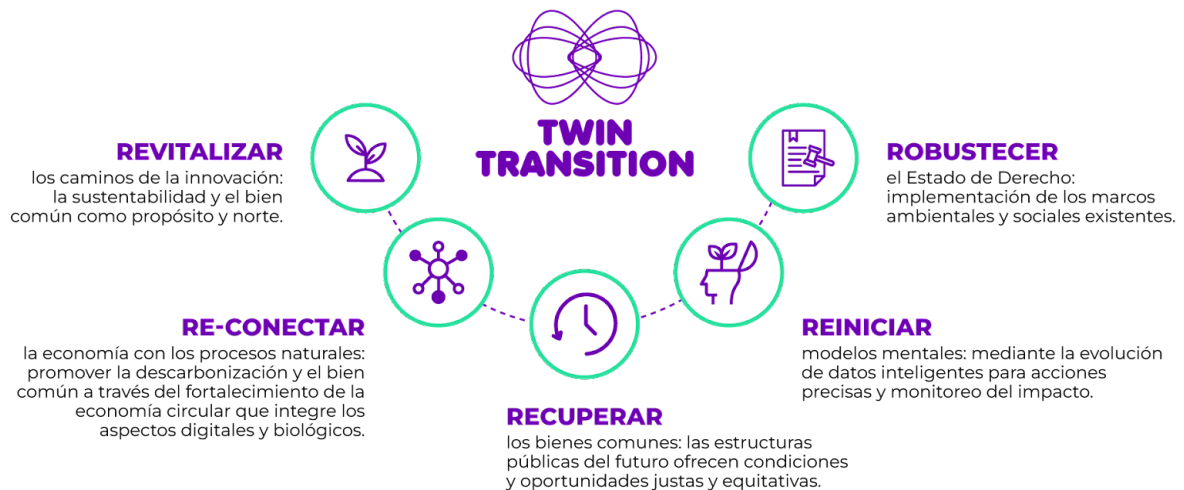 TWIN
TRANSITION
REVITALIZAR
los caminos de la innovación:
la sustentabilidad y el bien
común como propósito y norte.
RE-CONECTAR
la economía con los procesos naturales:
promover la descarbonización y el bien
común a través del fortalecimiento de la
economía circular que integre los
aspectos digitales y biológicos.
RECUPERAR
los bienes comunes: las estructuras
públicas del futuro ofrecen condiciones
y oportunidades justas y equitativas.
REINICIAR
modelos mentales: mediante la evolución
de datos inteligentes para acciones
precisas y monitoreo del impacto.
ROBUSTECER
el Estado de Derecho:
implementación de los marcos
ambientales y sociales existentes.